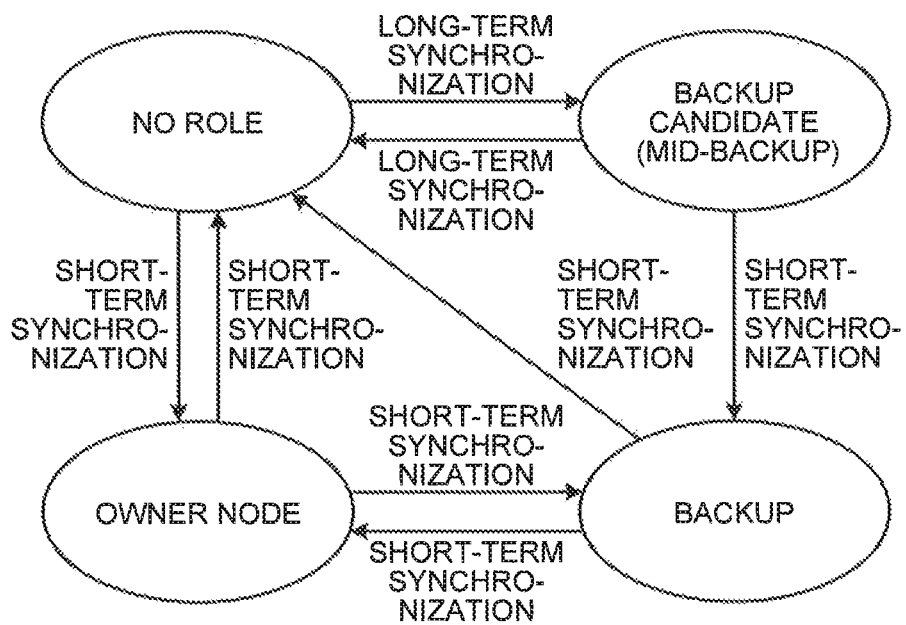 LONG-TERM
SYNCHRO-
NIZATION
NO ROLE
BACKUP
CANDIDATE
(MID-BACKUP)
LONG-TERM
SYNCHRO-
NIZATION
SHORT-
TERM
SYNCHRO-
NIZATION
SHORT-
TERM
SYNCHRO-
NIZATION
SHORT-
TERM
SYNCHRO-
NIZATION
SHORT-
TERM
SYNCHRO-
NIZATION
SHORT-TERM
SYNCHRO-
NIZATION
OWNER NODE
BACKUP
SHORT-TERM
SYNCHRO-
NIZATION